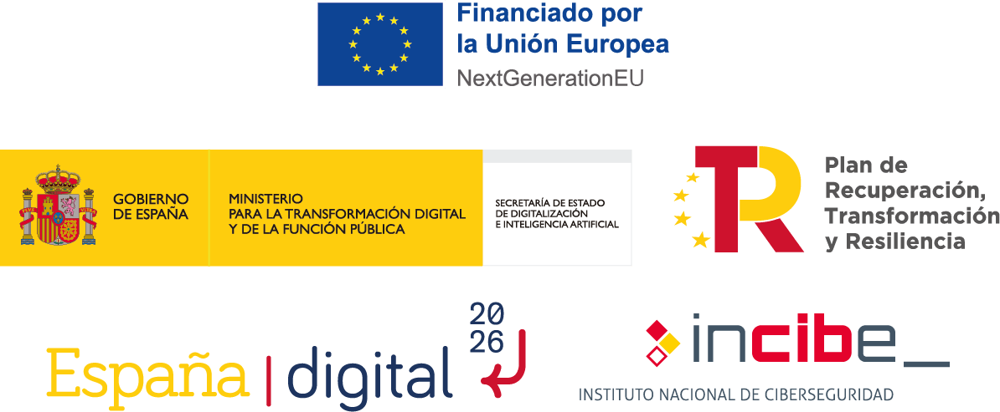 Financiado por
la Unión Europea
NextGenerationEU
GOBIERNO
DE ESPAÑA
MINISTERIO
PARA LA TRANSFORMACIÓN DIGITAL
Y DE LA FUNCIÓN PÚBLICA
SECRETARÍA DE ESTADO
DE DIGITALIZACIÓN
E INTELIGENCIA ARTIFICIAL
TR
Plan de
Recuperación,
Transformación
y Resiliencia
España | digital
20
26
incibe_
INSTITUTO NACIONAL DE CIBERSEGURIDAD